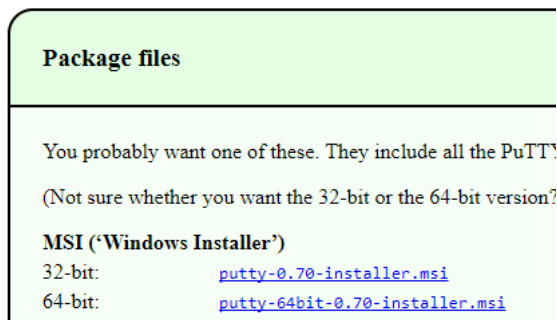 Package files
You probably want one of these. They include all the PuTTY
(Not sure whether you want the 32-bit or the 64-bit version?
MSI (‘Windows Installer’)
32-bit: putty-0.70-installer.msi
64-bit: putty-64bit-0.70-installer.msi